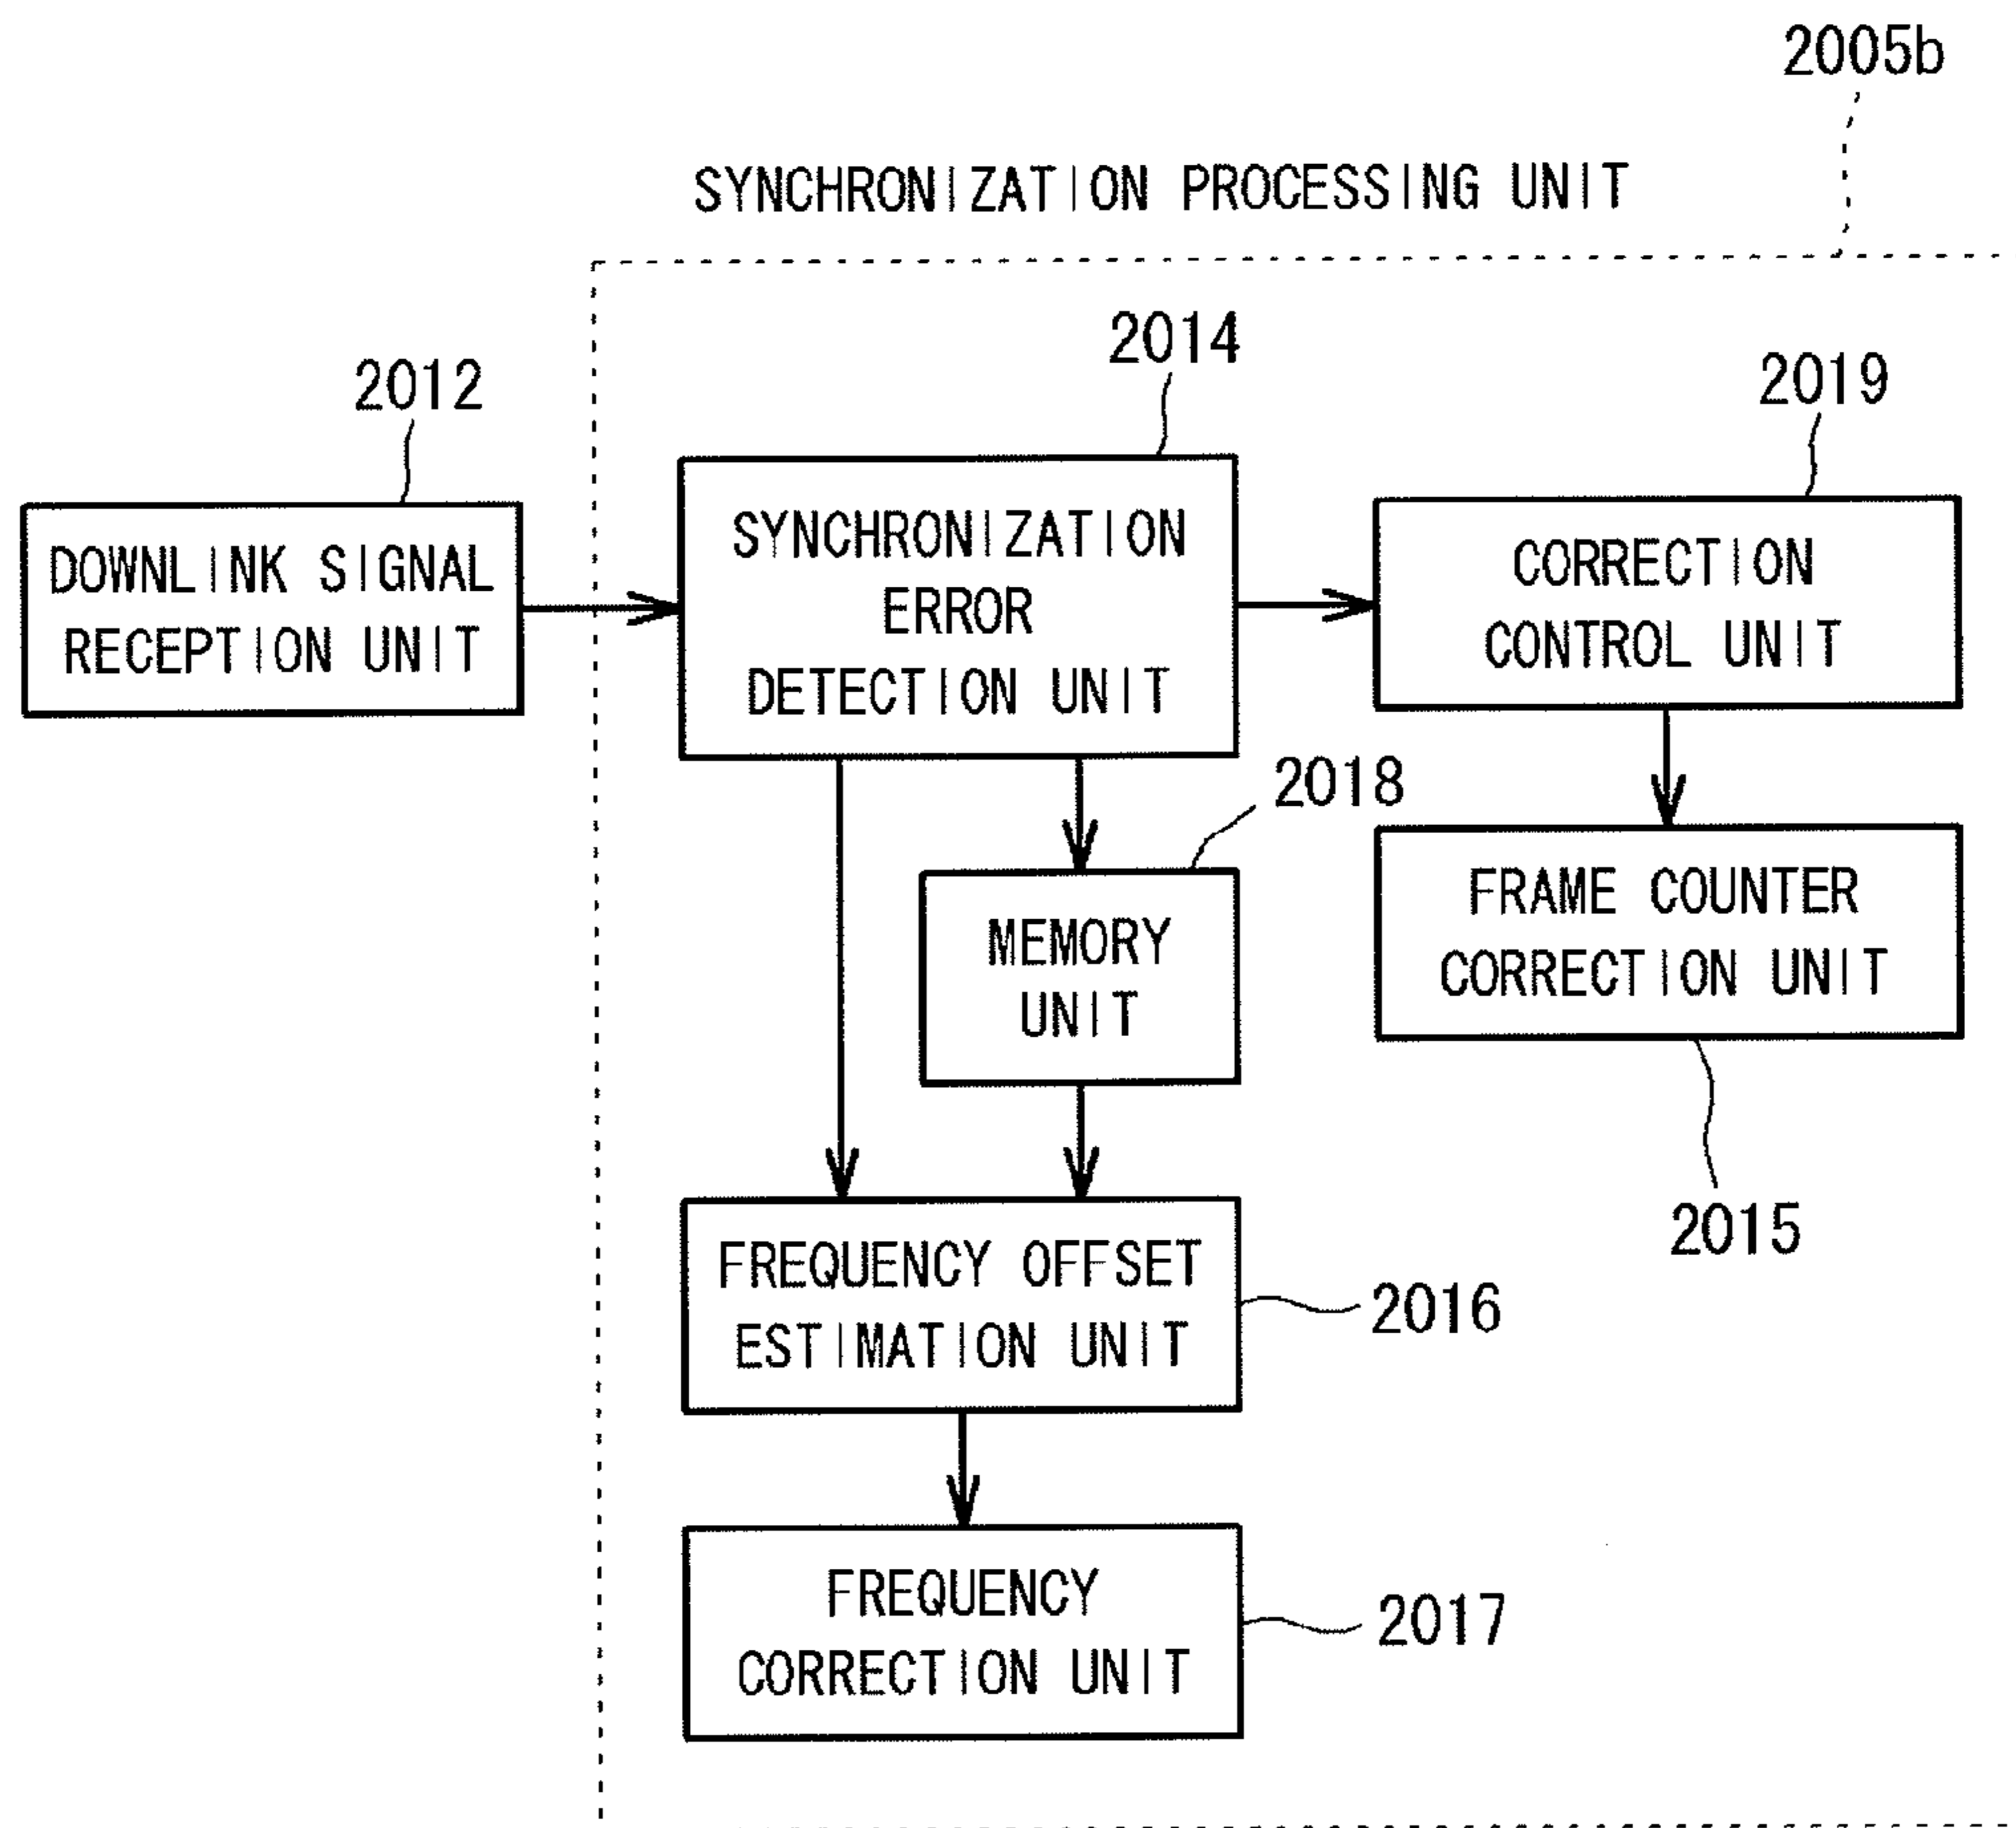 2005b
SYNCHRONIZATION PROCESSING UNIT
2014
2012
2019
DOWNLINK SIGNAL
RECEPTION UNIT
SYNCHRONIZATION
ERROR
DETECTION UNIT
CORRECTION
CONTROL UNIT
2018
MEMORY
UNIT
FRAME COUNTER
CORRECTION UNIT
2015
FREQUENCY OFFSET
ESTIMATION UNIT
2016
FREQUENCY
CORRECTION UNIT
2017